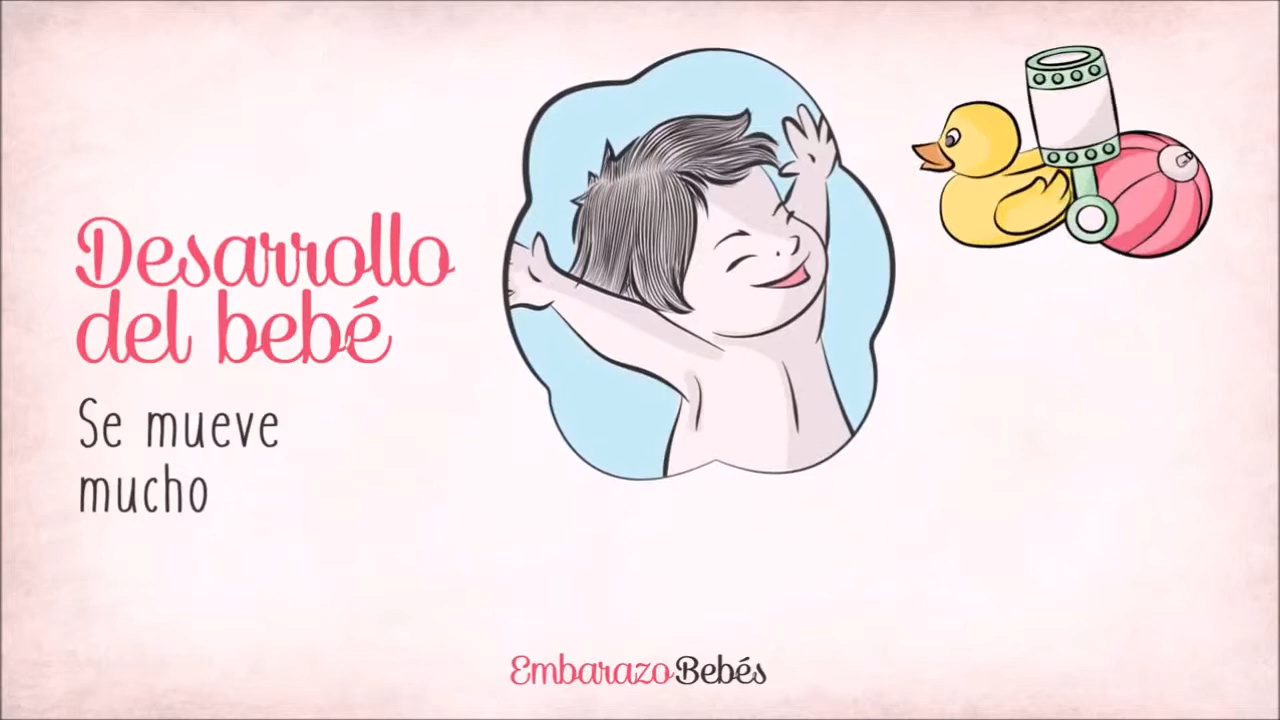 Desarrollo
del bebé
Se mueve
mucho
EmbarazoBebés